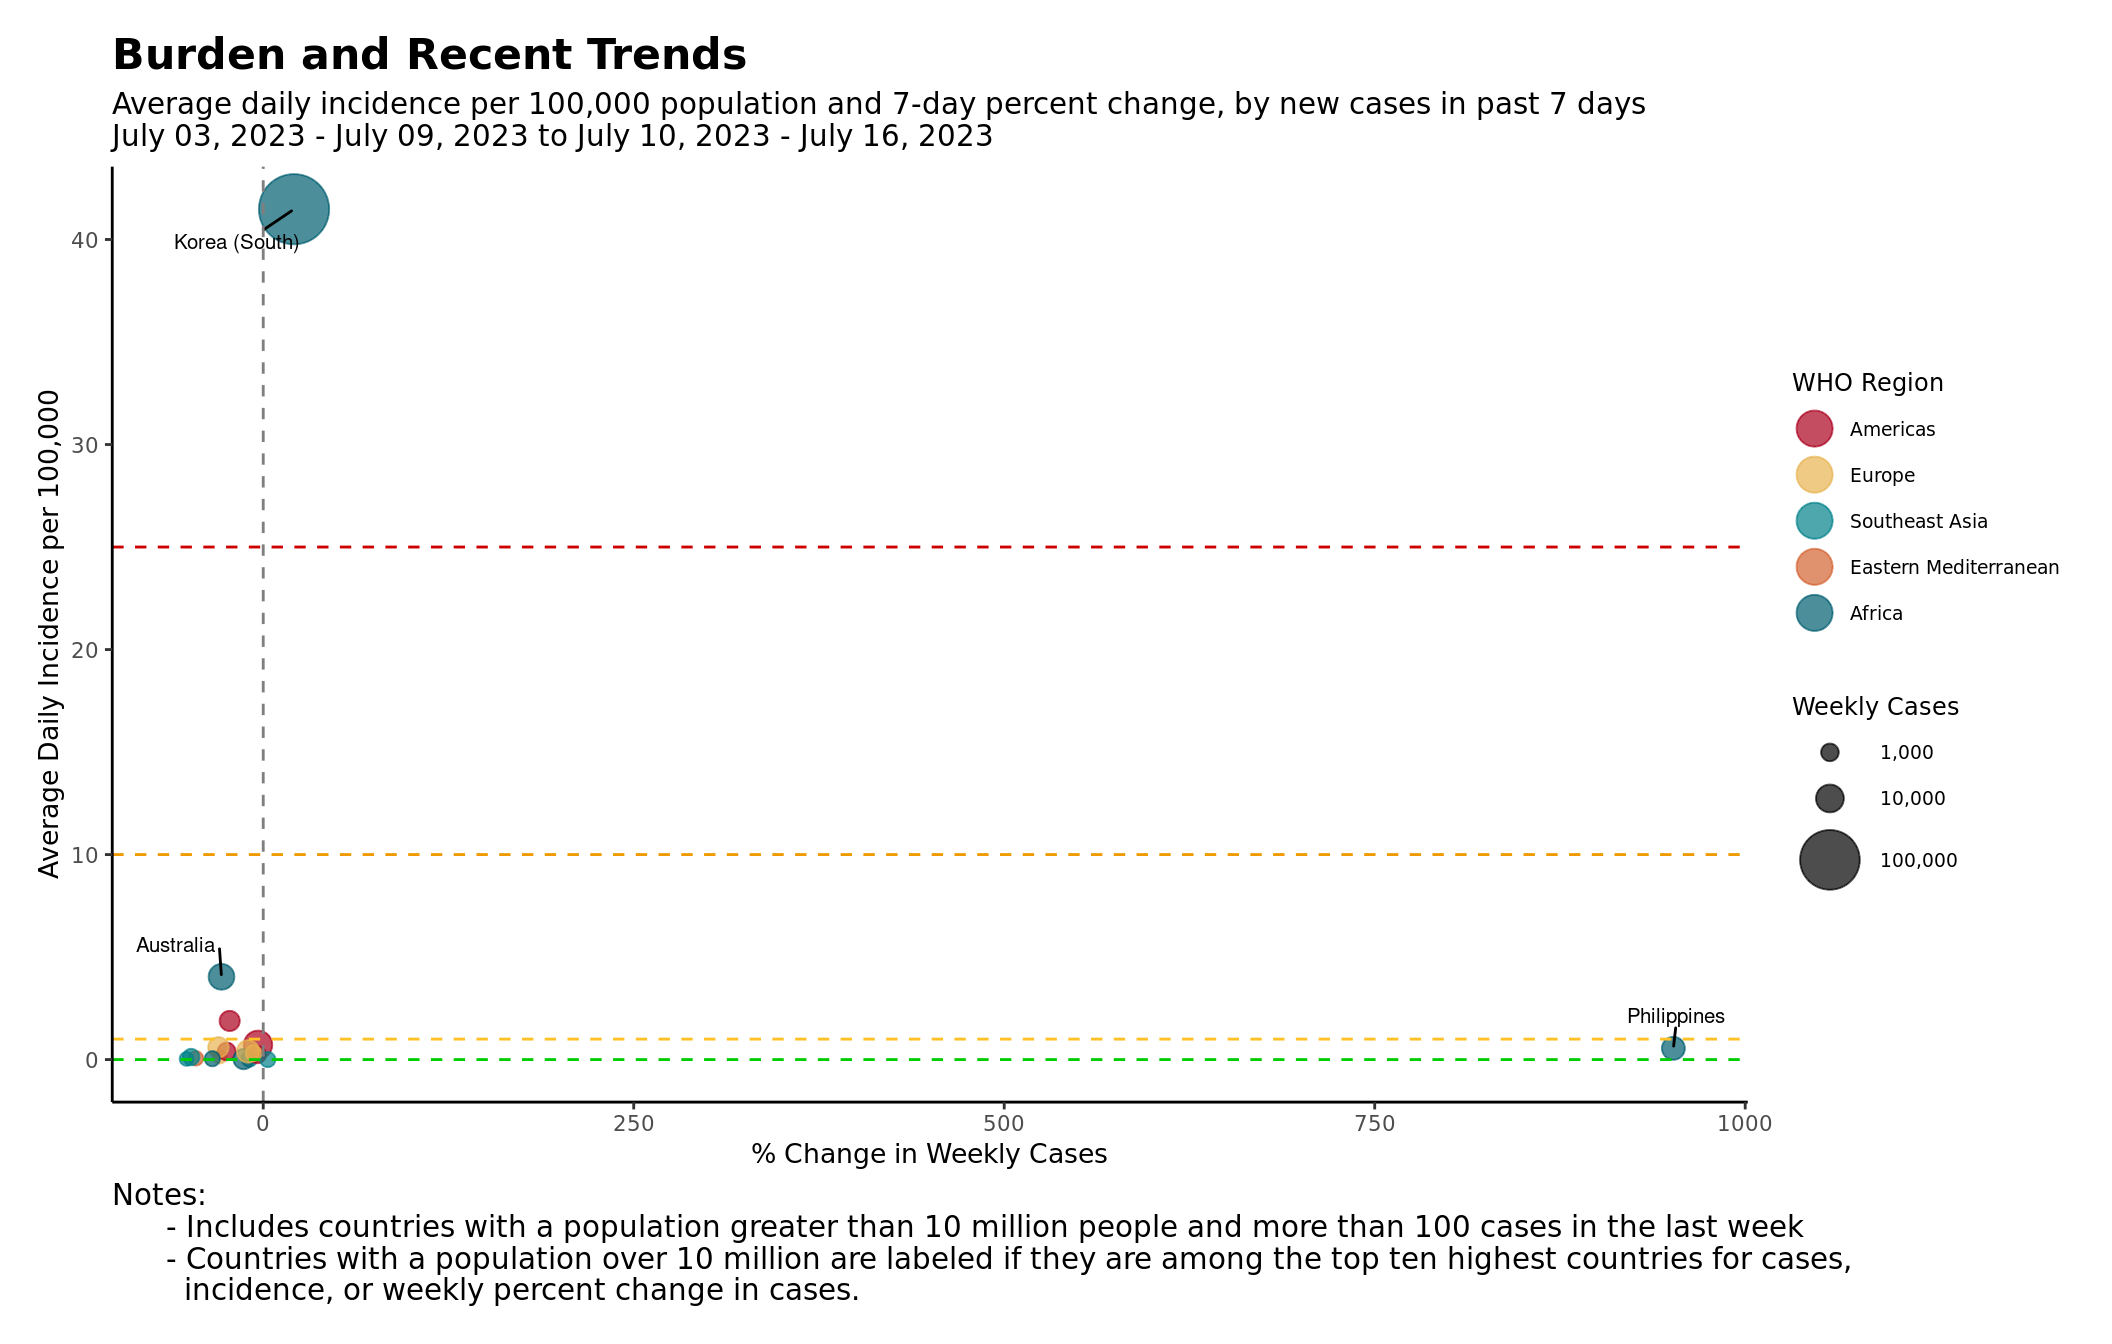 Burden and Recent Trends
Average daily incidence per 100,000 population and 7-day percent change, by new cases in past 7 days
July 03, 2023 - July 09, 2023 to July 10, 2023 - July 16, 2023
Average Daily Incidence per 100,000
40
30
20
10
0
Korea (South)
Australia
Philippines
0
250
500
750
1000
% Change in Weekly Cases
WHO Region
Americas
Europe
Southeast Asia
Eastern Mediterranean
Africa
Weekly Cases
1,000
10,000
100,000
Notes:
- Includes countries with a population greater than 10 million people and more than 100 cases in the last week
- Countries with a population over 10 million are labeled if they are among the top ten highest countries for cases,
incidence, or weekly percent change in cases.